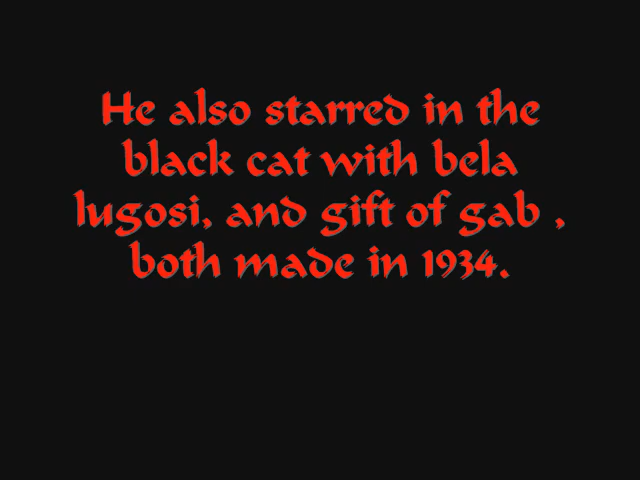 He also starred in the
black cat with bela
lugosi, and gift of gab ,
both made in 1934.